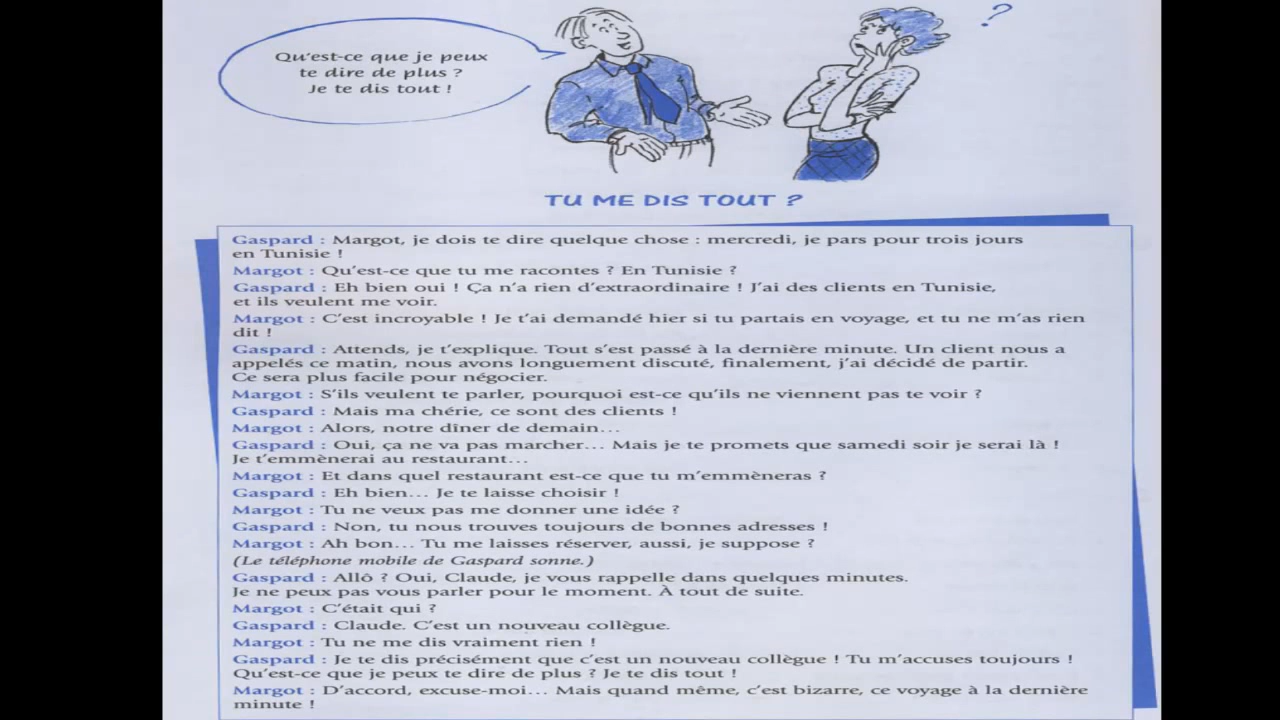 ?
Qu'est-ce que je peux
te dire de plus ?
Je te dis tout !
TU ME DIS TOUT ?
Gaspard : Margot, je dois te dire quelque chose : mercredi, je pars pour trois jours
en Tunisie !
Margot : Qu'est-ce que tu me racontes ? En Tunisie ?
Gaspard : Eh bien oui ! Ça n'a rien d'extraordinaire ! J'ai des clients en Tunisie,
et ils veulent me voir.
Margot : C'est incroyable ! Je t'ai demandé hier si tu partais en voyage, et tu ne m'as rien
dit !
Gaspard : Attends, je t'explique. Tout s'est passé à la dernière minute. Un client nous a
appelés ce matin, nous avons longuement discuté, finalement, j'ai décidé de partir.
Ce sera plus facile pour négocier.
Margot : S'ils veulent te parler, pourquoi est-ce qu'ils ne viennent pas te voir ?
Gaspard : Mais ma chérie, ce sont des clients !
Margot : Alors, notre dîner de demain...
Gaspard : Oui, ça ne va pas marcher... Mais je te promets que samedi soir je serai là !
Je t'emmènerai au restaurant...
Margot : Et dans quel restaurant est-ce que tu m'emmèneras ?
Gaspard : Eh bien... Je te laisse choisir !
Margot : Tu ne veux pas me donner une idée ?
Gaspard : Non, tu nous trouves toujours de bonnes adresses !
Margot : Ah bon... Tu me laisses réserver, aussi, je suppose ?
(Le téléphone mobile de Gaspard sonne.)
Gaspard : Allô ? Oui, Claude, je vous rappelle dans quelques minutes.
Je ne peux pas vous parler pour le moment. À tout de suite.
Margot : C'était qui ?
Gaspard : Claude. C'est un nouveau collègue.
Margot : Tu ne me dis vraiment rien !
Gaspard : Je te dis précisément que c'est un nouveau collègue ! Tu m'accuses toujours !
Qu'est-ce que je peux te dire de plus ? Je te dis tout !
Margot : D'accord, excuse-moi... Mais quand même, c'est bizarre, ce voyage à la dernière
minute !